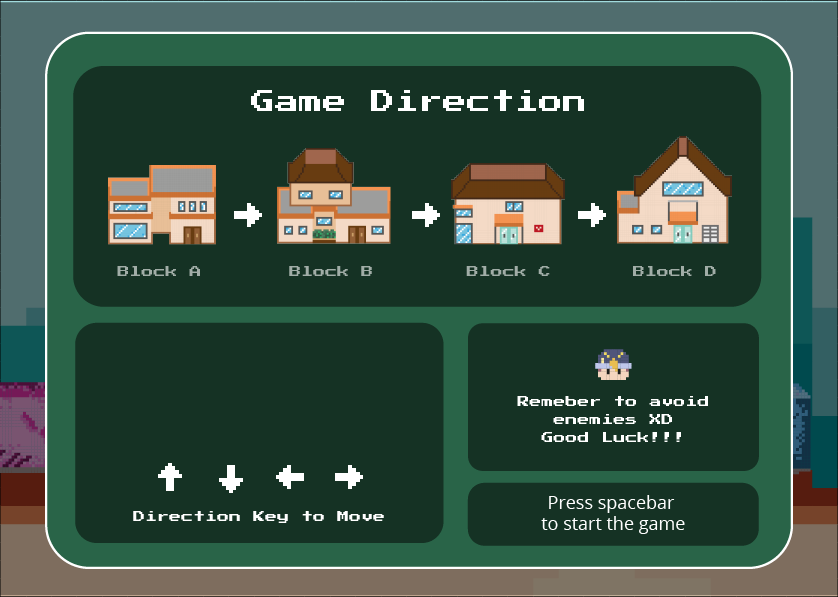 Game Direction
Block A
Block B
Block C
Block D
Direction Key to Move
Remeber to avoid
enemies XD
Good Luck!!!
Press spacebar
to start the game